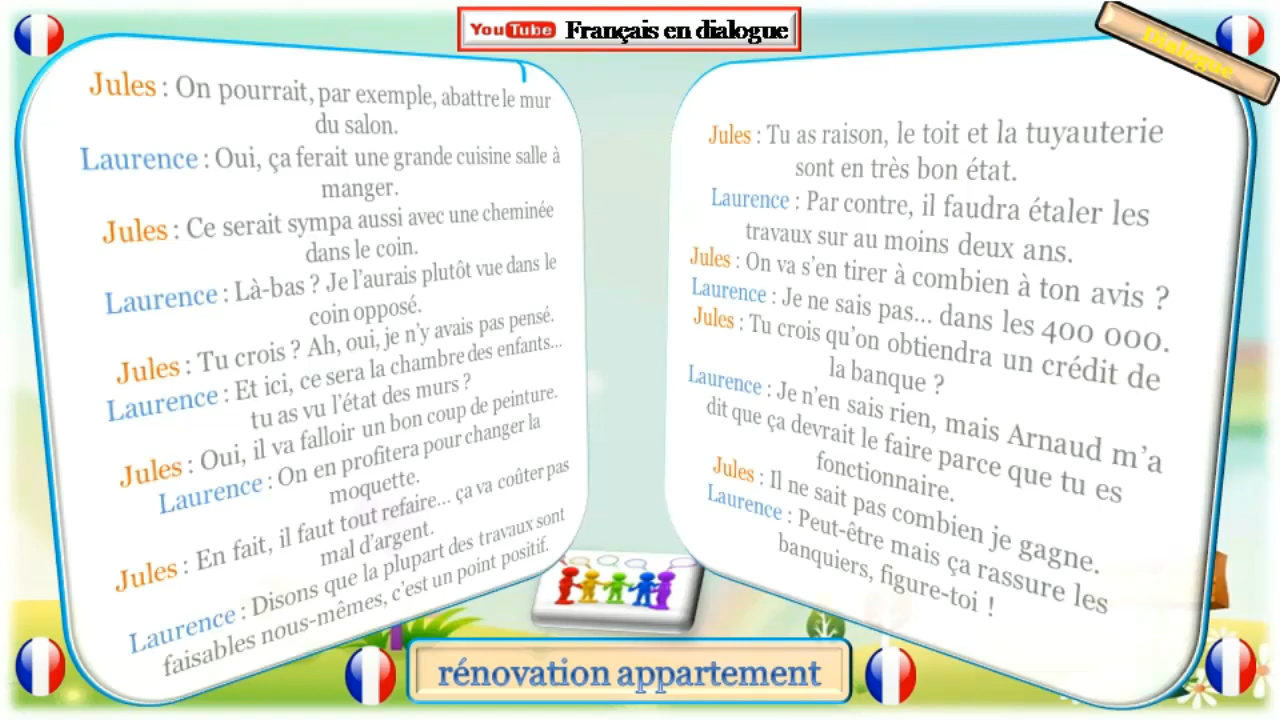 YouTube Français en dialogue
Dialogue
Jules : On pourrait, par exemple, abattre le mur
du salon.
Laurence : Oui, ça ferait une grande cuisine salle à
manger.
Jules : Ce serait sympa aussi avec une cheminée
dans le coin.
Laurence : Là-bas ? Je l'aurais plutôt vue dans le
coin opposé.
Jules : Tu crois ? Ah, oui, je n'y avais pas pensé.
Laurence : Et ici, ce sera la chambre des enfants...
tu as vu l'état des murs ?
Jules : Oui, il va falloir un bon coup de peinture.
Laurence : On en profitera pour changer la
moquette.
Jules : En fait, il faut tout refaire... ça va coûter pas
mal d'argent.
Laurence : Disons que la plupart des travaux sont
faisables nous-mêmes, c'est un point positif.
Jules : Tu as raison, le toit et la tuyauterie
sont en très bon état.
Laurence : Par contre, il faudra étaler les
travaux sur au moins deux ans.
Jules : On va s'en tirer à combien à ton avis ?
Laurence : Je ne sais pas... dans les 400 000.
Jules : Tu crois qu'on obtiendra un crédit de
la banque ?
Laurence : Je n'en sais rien, mais Arnaud m'a
dit que ça devrait le faire parce que tu es
fonctionnaire.
Jules : Il ne sait pas combien je gagne.
Laurence : Peut-être mais ça rassure les
banquiers, figure-toi !
rénovation appartement